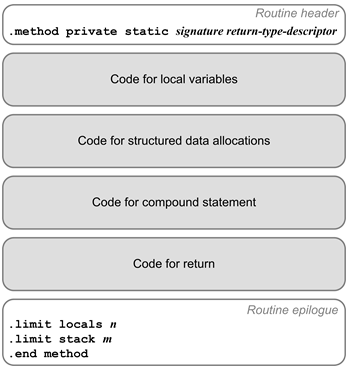 Routine header
.method private static signature return-type-descriptor
Code for local variables
Code for structured data allocations
Code for compound statement
Code for return
Routine epilogue
.limit locals n
.limit stack m
.end method